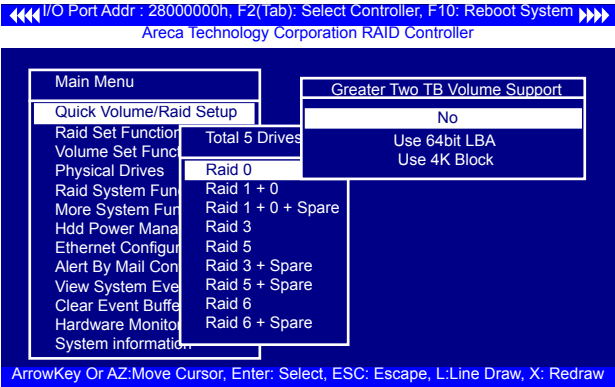 I/O Port Addr : 28000000h, F2(Tab): Select Controller, F10: Reboot System
Areca Technology Corporation RAID Controller
Main Menu
Quick Volume/Raid Setup
Raid Set Function
Volume Set Funct
Physical Drives
Raid System Fun
More System Fun
Hdd Power Mana
Ethernet Configur
Alert By Mail Con
View System Eve
Clear Event Buffe
Hardware Monitor
System information
Total 5 Drives
Raid 0
Raid 1 + 0
Raid 1 + 0 + Spare
Raid 3
Raid 5
Raid 3 + Spare
Raid 5 + Spare
Raid 6
Raid 6 + Spare
Greater Two TB Volume Support
No
Use 64bit LBA
Use 4K Block
ArrowKey Or AZ:Move Cursor, Enter: Select, ESC: Escape, L:Line Draw, X: Redraw